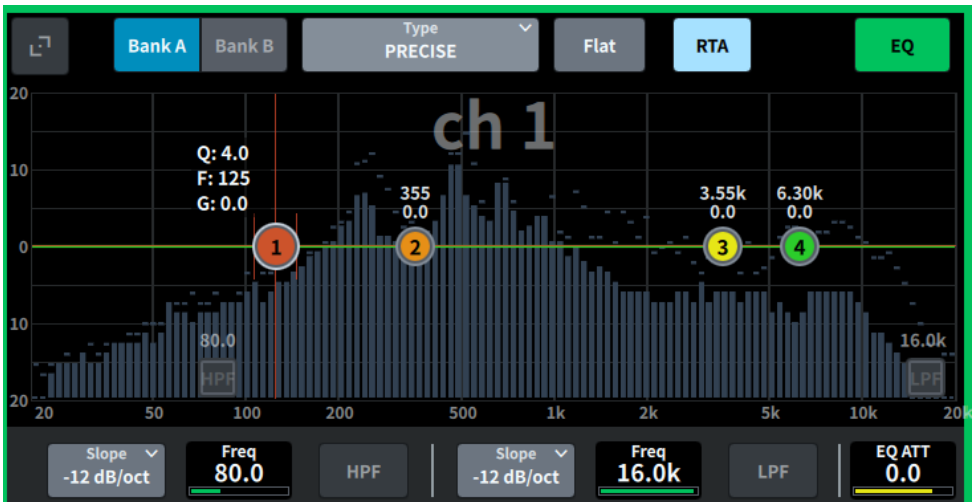 Bank A
Bank B
Type
PRECISE
Flat
RTA
EQ
ch 1
20
10
0
10
20
Q: 4.0
F: 125
G: 0.0
1
355
0.0
2
3.55k
0.0
3
6.30k
0.0
4
80.0
HPF
16.0k
LPF
20
50
100
200
500
1k
2k
5k
10k
20k
Slope
-12 dB/oct
Freq
80.0
HPF
Slope
-12 dB/oct
Freq
16.0k
LPF
EQ ATT
0.0